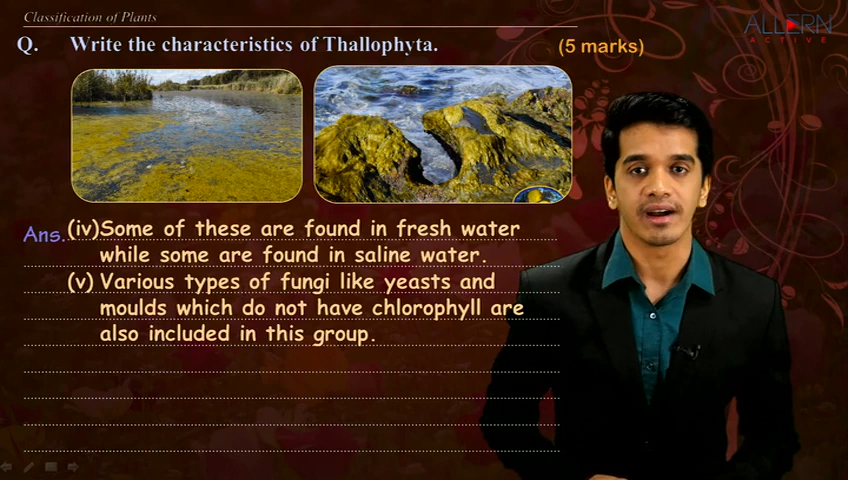 Classification of Plants
ALLERN
ACTIVE
Q. Write the characteristics of Thallophyta. (5 marks)
Ans. (iv) Some of these are found in fresh water
while some are found in saline water.
(v) Various types of fungi like yeasts and
moulds which do not have chlorophyll are
also included in this group.